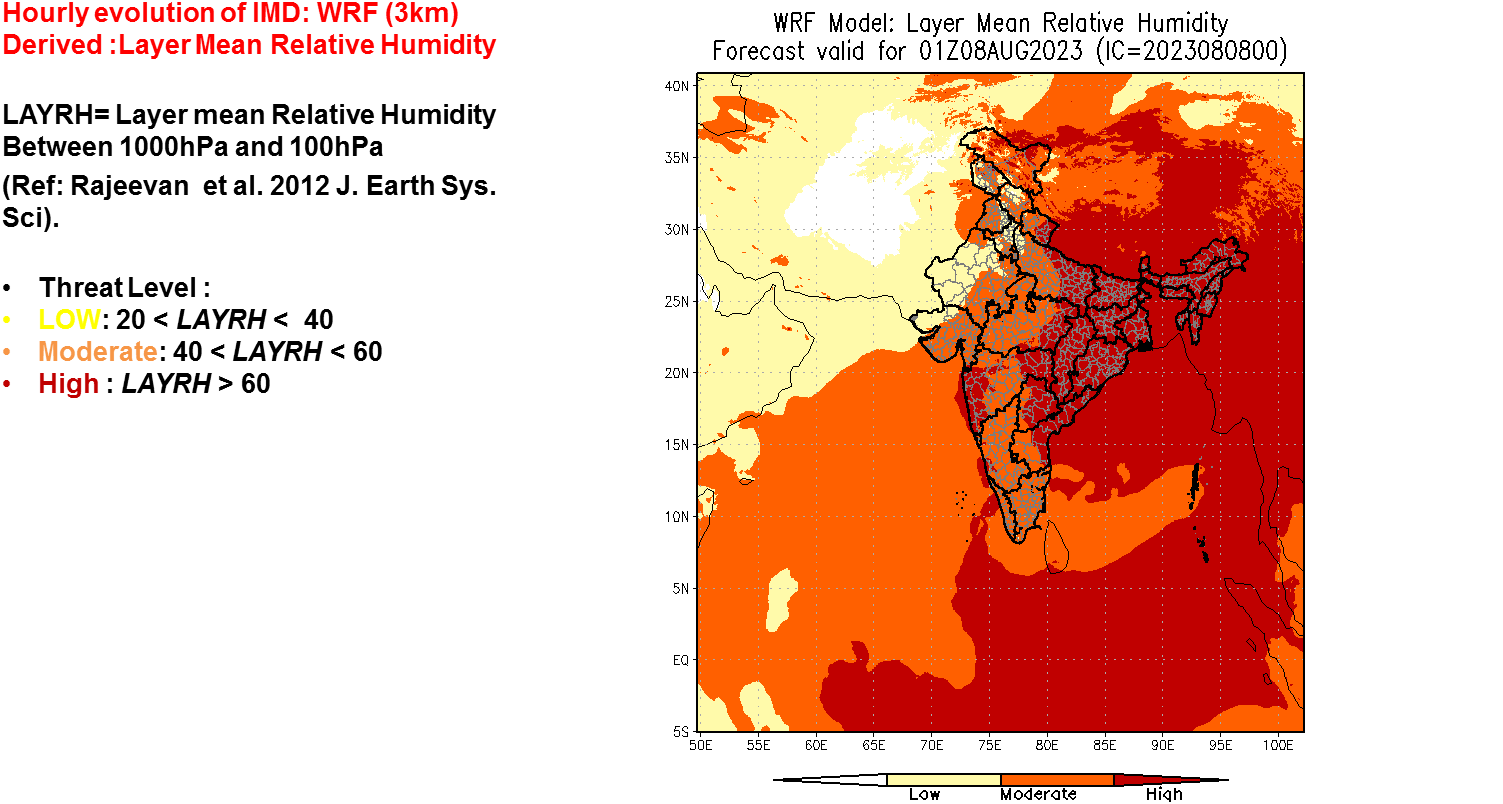 Hourly evolution of IMD: WRF (3km)
Derived :Layer Mean Relative Humidity
LAYRH= Layer mean Relative Humidity
Between 1000hPa and 100hPa
(Ref: Rajeevan et al. 2012 J. Earth Sys.
Sci).
• Threat Level :
• LOW: 20 < LAYRH < 40
• Moderate: 40 < LAYRH < 60
• High : LAYRH > 60
WRF Model: Layer Mean Relative Humidity
Forecast valid for 01Z08AUG2023 (IC=2023080800)
40N
35N
30N
25N
20N
15N
10N
5N
EQ
5S
50E 55E 60E 65E 70E 75E 80E 85E 90E 95E 100E
Low Moderate High